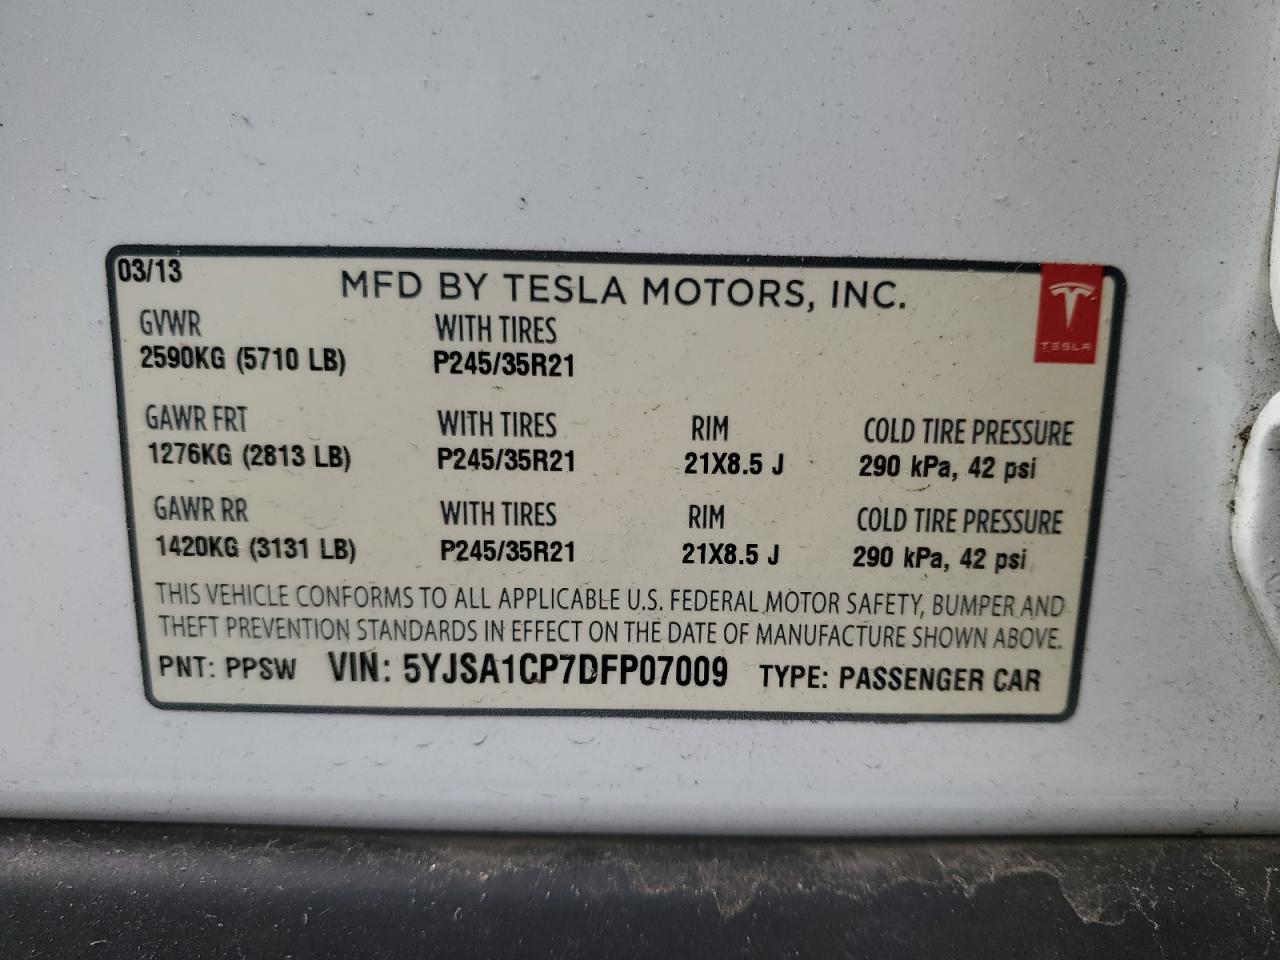 03/13
MFD BY TESLA MOTORS, INC.
TESLA
GVWR WITH TIRES
2590KG (5710 LB) P245/35R21
GAWR FRT WITH TIRES RIM COLD TIRE PRESSURE
1276KG (2813 LB) P245/35R21 21X8.5 J 290 kPa, 42 psi
GAWR RR WITH TIRES RIM COLD TIRE PRESSURE
1420KG (3131 LB) P245/35R21 21X8.5 J 290 kPa, 42 psi
THIS VEHICLE CONFORMS TO ALL APPLICABLE U.S. FEDERAL MOTOR SAFETY, BUMPER AND
THEFT PREVENTION STANDARDS IN EFFECT ON THE DATE OF MANUFACTURE SHOWN ABOVE.
PNT: PPSW VIN: 5YJSA1CP7DFP07009 TYPE: PASSENGER CAR